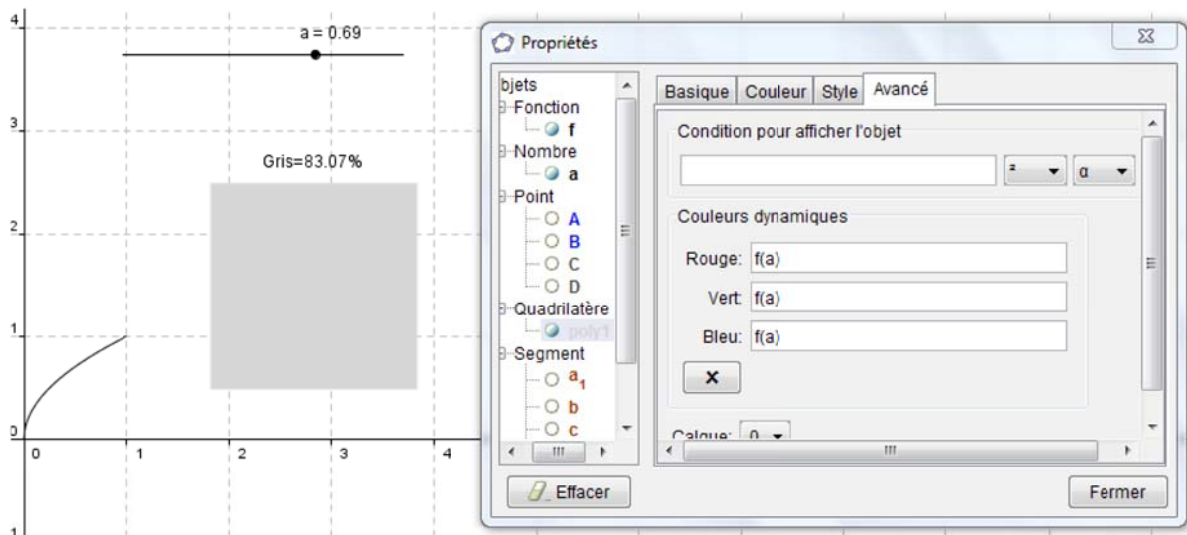 4
a = 0.69
3
Gris=83.07%
2
1
0
0 1 2 3 4
1
Propriétés
bjets
Fonction
f
Nombre
a
Point
A
B
C
D
Quadrilatère
poly1
Segment
a1
b
c
Effacer
Basique Couleur Style Avancé
Condition pour afficher l'objet
² α
Couleurs dynamiques
Rouge: f(a)
Vert: f(a)
Bleu: f(a)
X
Calque: 0
Fermer